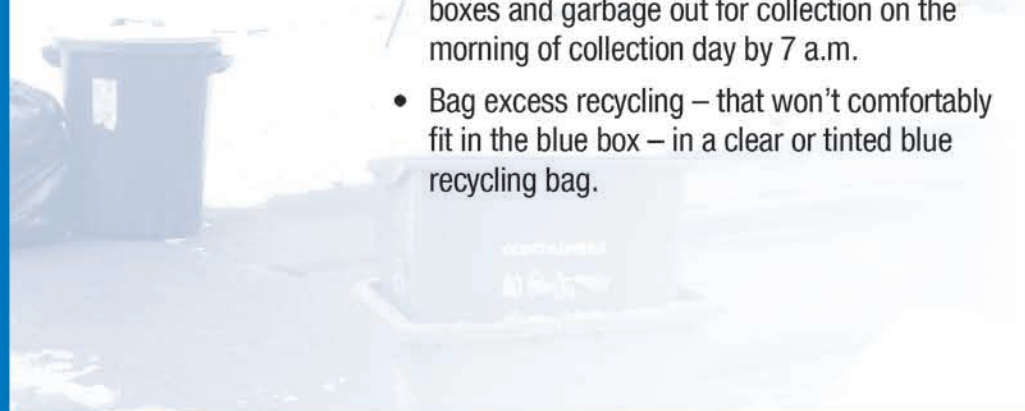 boxes and garbage out for collection on the
morning of collection day by 7 a.m.
• Bag excess recycling – that won't comfortably
fit in the blue box – in a clear or tinted blue
recycling bag.
CONTAINERS